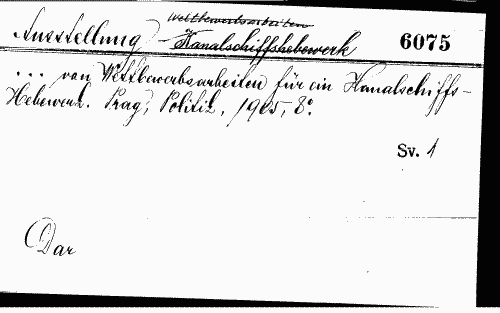 Wettbewerbsarbeiten
Ausstellung Kanalschiffshebewerk 6075
... von Wettbewerbsarbeiten für ein Kanalschiffs-
Hebewerk. Prag, Politik, 1905, 8°.
Sv. 1
Dar